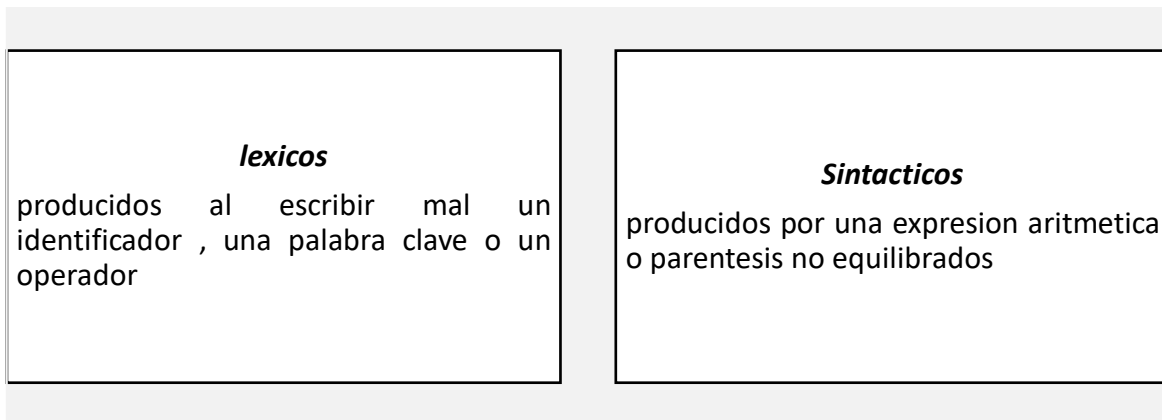 lexicos
producidos al escribir mal un
identificador , una palabra clave o un
operador
Sintacticos
producidos por una expresion aritmetica
o parentesis no equilibrados